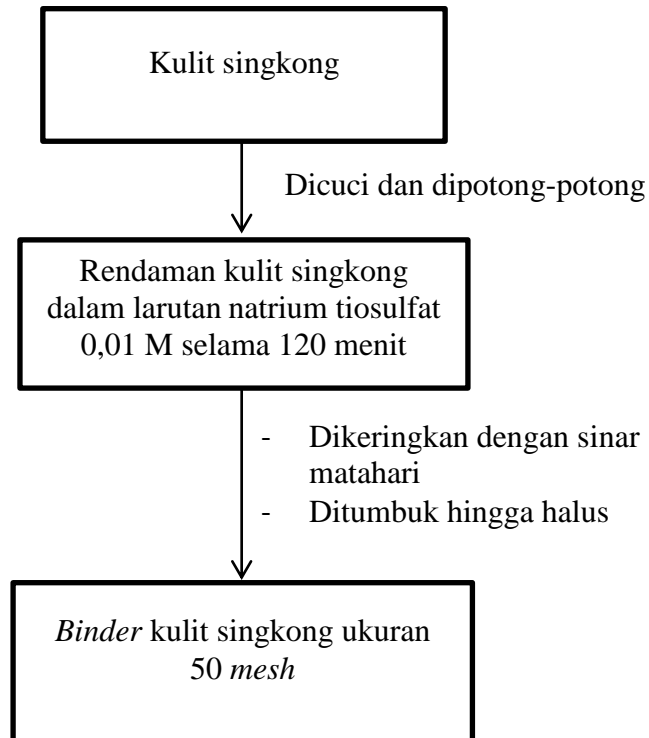 Kulit singkong
Dicuci dan dipotong-potong
Rendaman kulit singkong
dalam larutan natrium tiosulfat
0,01 M selama 120 menit
- Dikeringkan dengan sinar
matahari
- Ditumbuk hingga halus
Binder kulit singkong ukuran
50 mesh